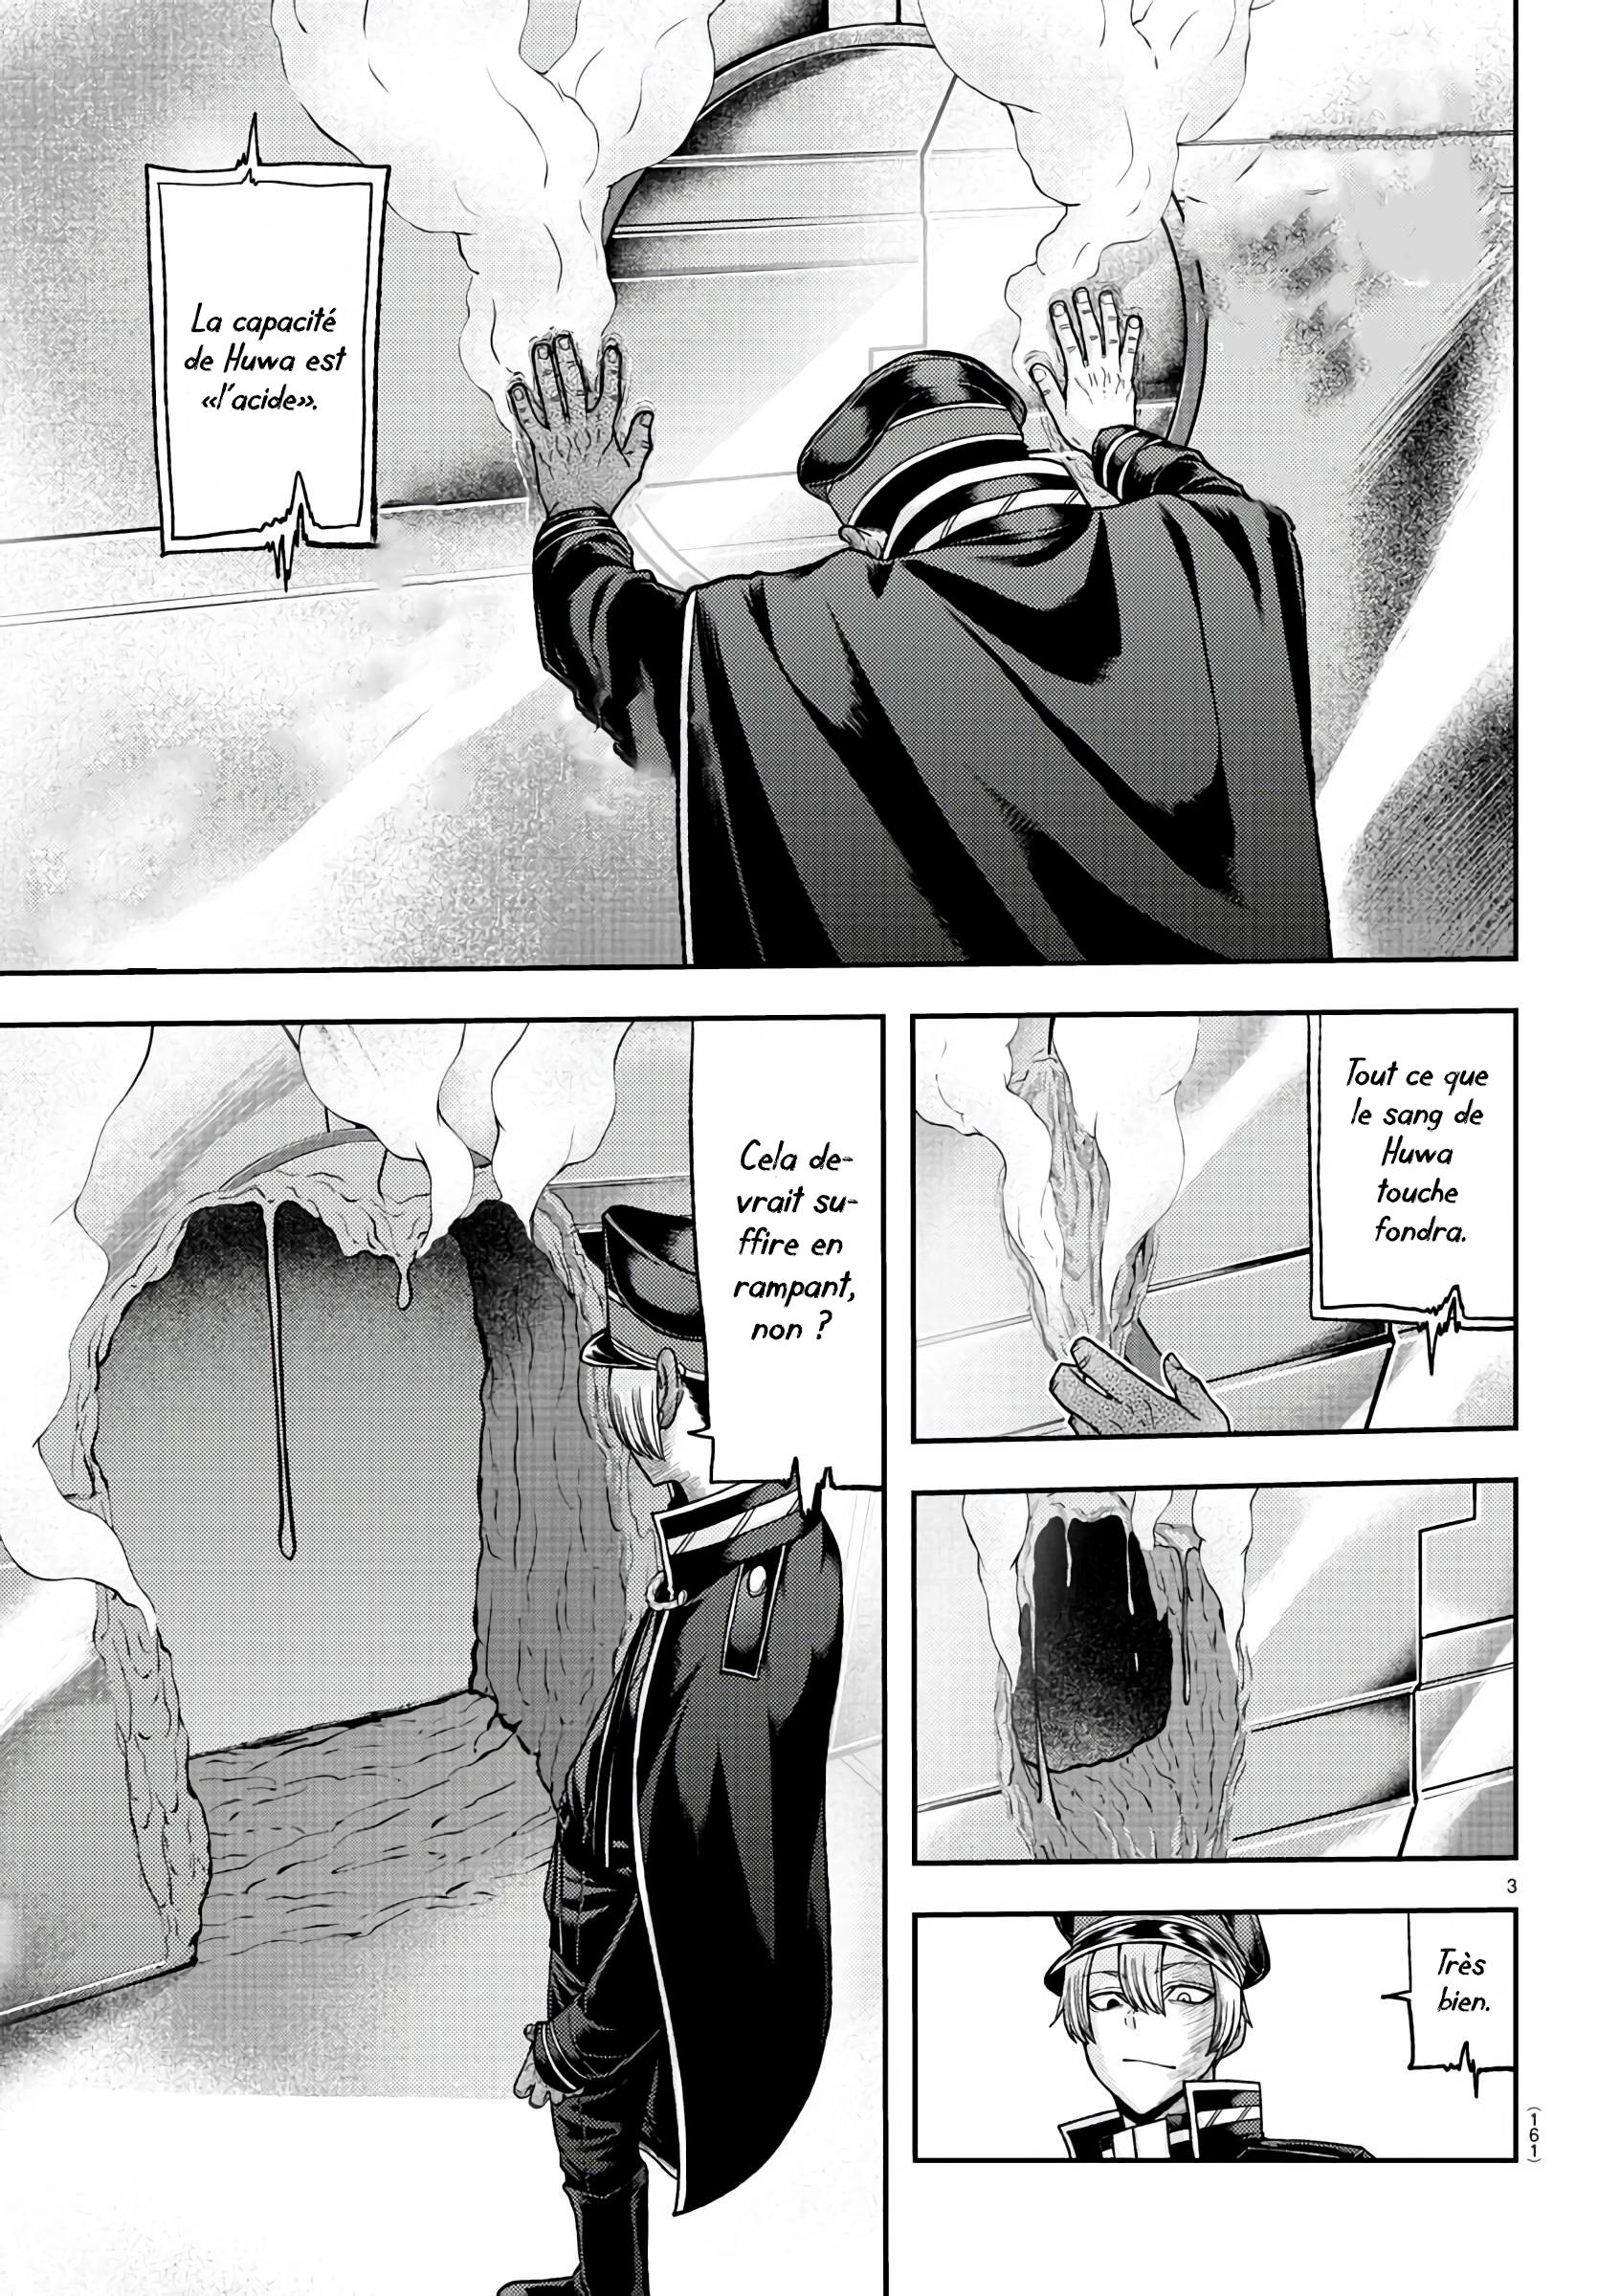 La capacité
de Huwa est
«l'acide».
Tout ce que
le sang de
Huwa
touche
fondra.
3
Très
bien.
(161)
Cela de-
vrait su-
ffire en
rampant,
non ?